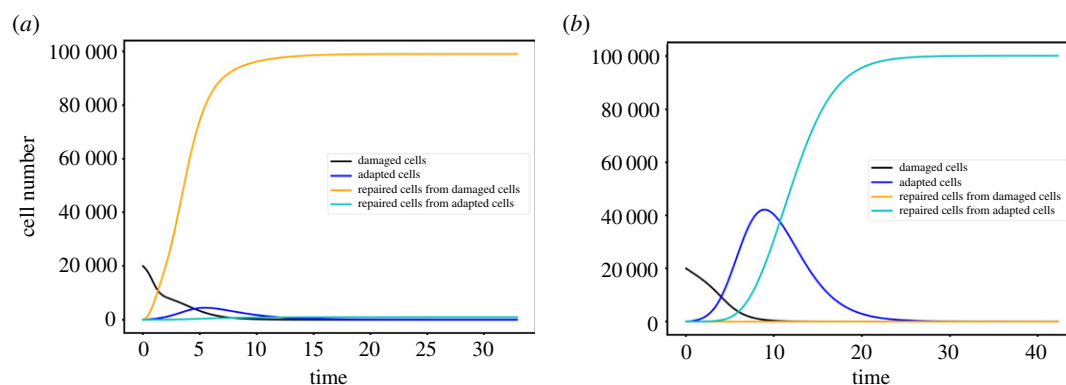 (a)
100 000
80 000
60 000
40 000
20 000
0
cell number
damaged cells
adapted cells
repaired cells from damaged cells
repaired cells from adapted cells
0 5 10 15 20 25 30
time
(b)
100 000
80 000
60 000
40 000
20 000
0
damaged cells
adapted cells
repaired cells from damaged cells
repaired cells from adapted cells
0 10 20 30 40
time